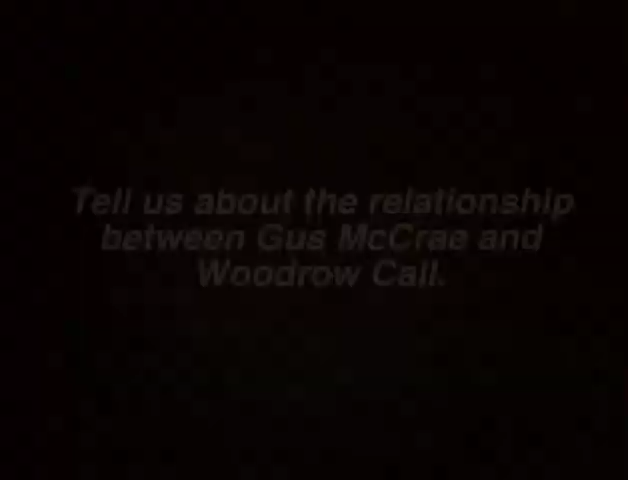 Tell us about the relationship
between Gus McCrae and
Woodrow Call.